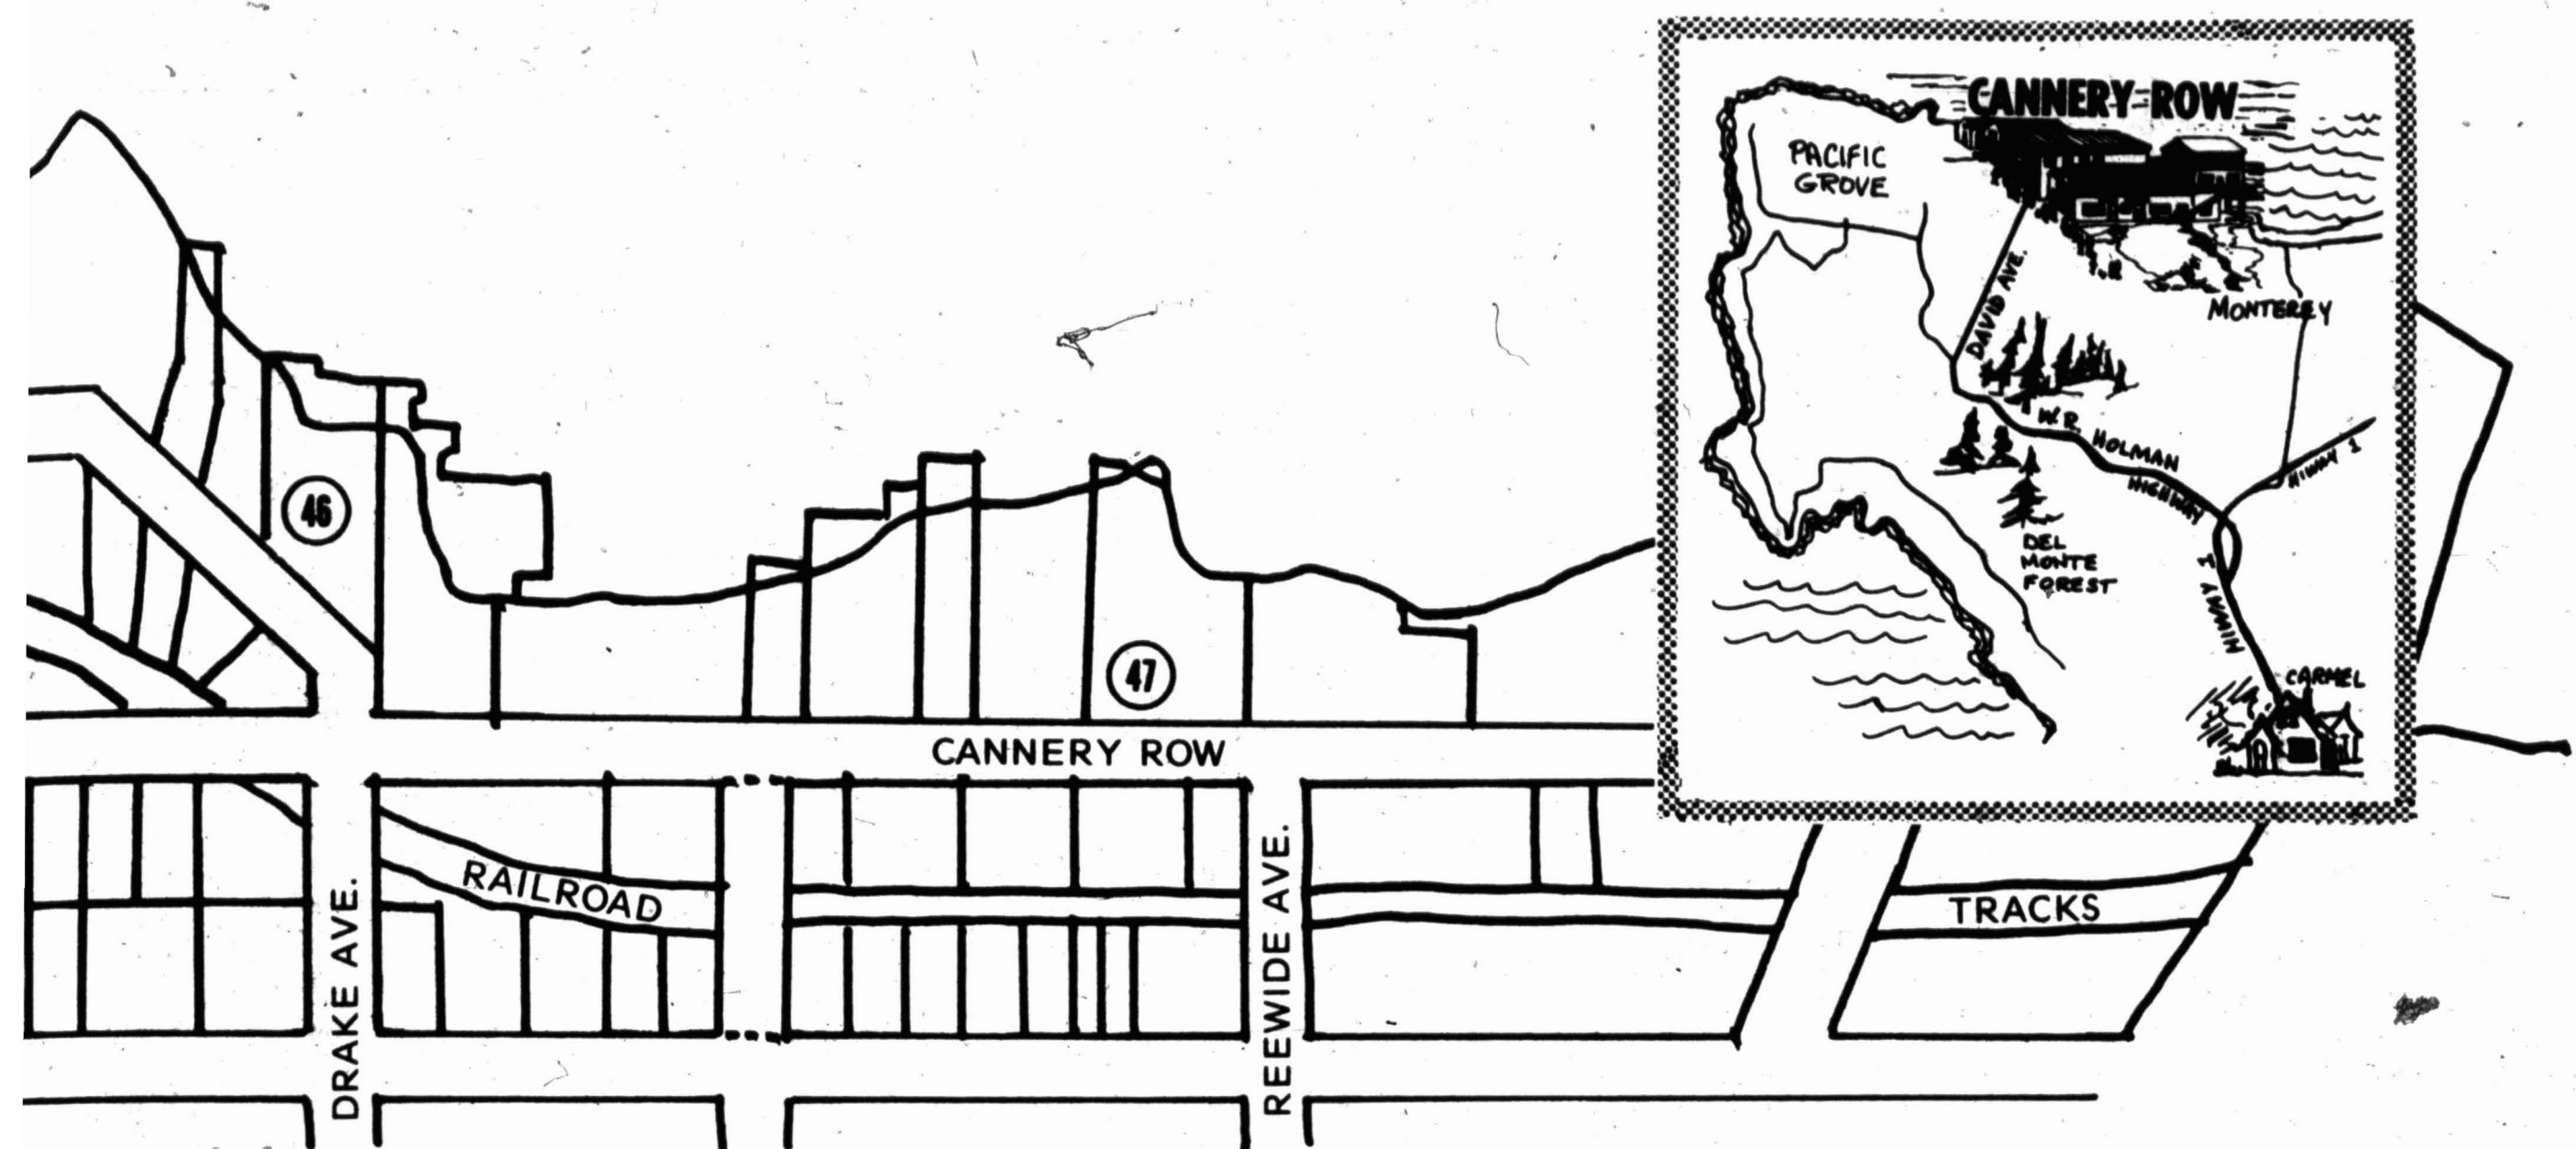 CANNERY ROW
PACIFIC
GROVE
DAVID AVE.
MONTEREY
W.R. HOLMAN
HIGHWAY
HIWAY 1
DEL
MONTE
FOREST
HIWAY 1
CARMEL
46
47
CANNERY ROW
RAILROAD
TRACKS
DRAKE AVE.
REEWIDE AVE.